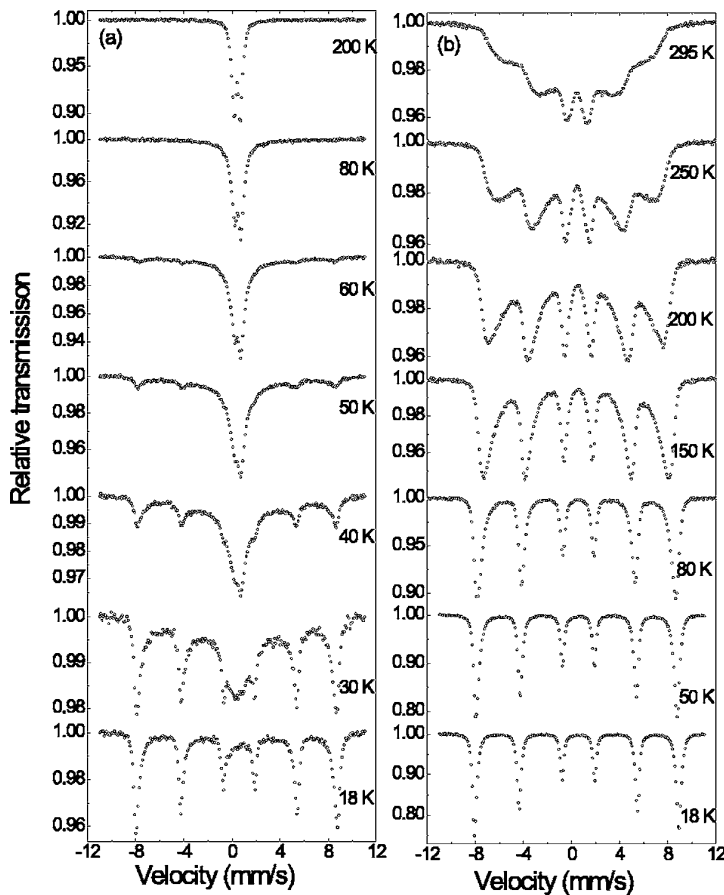 Relative transmissison
(a)
1.00
200 K
0.95
0.90
1.00
80 K
0.96
0.92
1.00
0.98
60 K
0.96
0.94
1.00
50 K
0.98
0.96
1.00
0.99
40 K
0.98
0.97
1.00
0.99
30 K
0.98
1.00
0.98
18 K
0.96
-12 -8 -4 0 4 8 12
Velocity (mm/s)
(b)
1.00
295 K
0.98
0.96
1.00
250 K
0.98
0.96
1.00
200 K
0.98
0.96
1.00
0.98
150 K
0.96
1.00
0.95
80 K
0.90
1.00
0.90
50 K
0.80
1.00
0.90
18 K
0.80
-12 -8 -4 0 4 8 12
Velocity (mm/s)